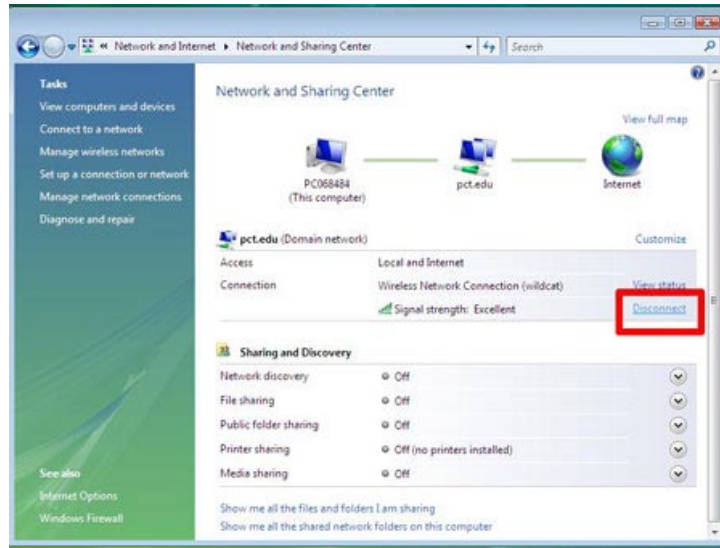 « Network and Internet ▸ Network and Sharing Center
Search
Tasks
View computers and devices
Connect to a network
Manage wireless networks
Set up a connection or network
Manage network connections
Diagnose and repair
See also
Internet Options
Windows Firewall
Network and Sharing Center
View full map
PC068484
(This computer)
pct.edu
Internet
pct.edu (Domain network) Customize
Access Local and Internet
Connection Wireless Network Connection (wildcat) View status
Signal strength: Excellent Disconnect
Sharing and Discovery
Network discovery Off
File sharing Off
Public folder sharing Off
Printer sharing Off (no printers installed)
Media sharing Off
Show me all the files and folders I am sharing
Show me all the shared network folders on this computer